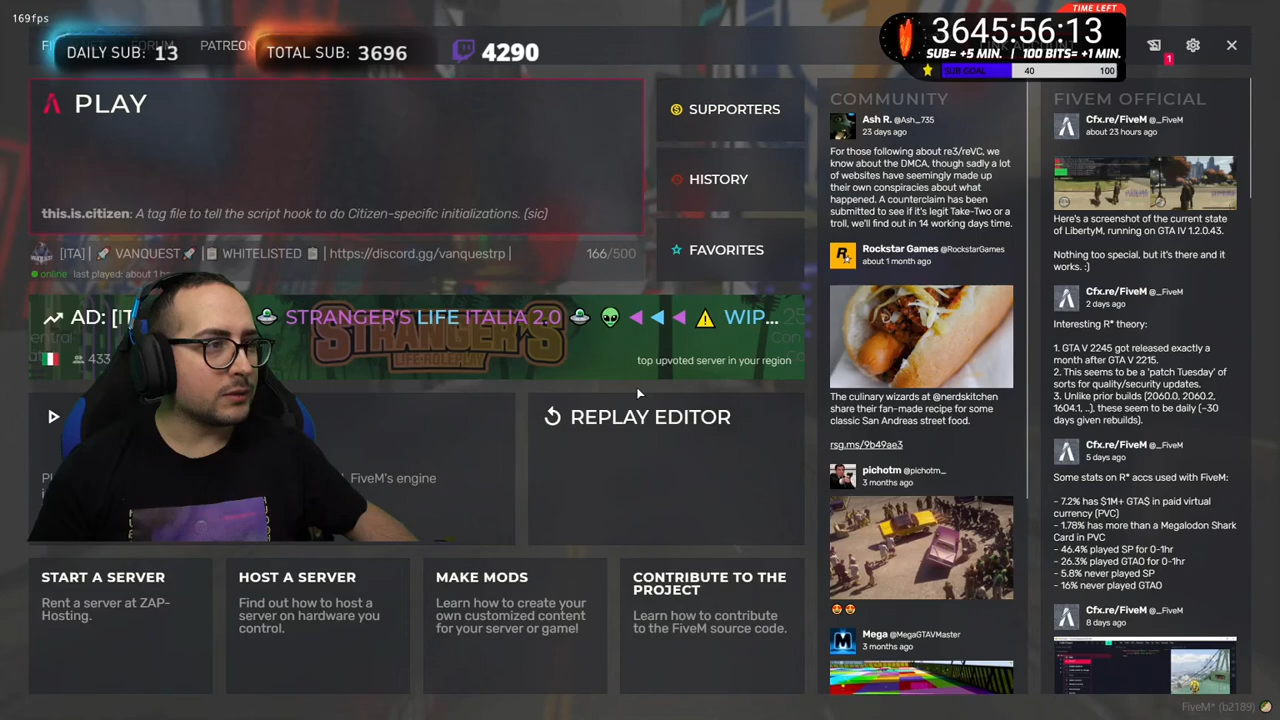 169fps
DAILY SUB: 13
TOTAL SUB: 3696
4290
TIME LEFT
3645:56:13
SUB= +5 MIN. | 100 BITS= +1 MIN.
SUB GOAL 40 100
PATREON
1
PLAY
this.is.citizen: A tag file to tell the script hook to do Citizen-specific initializations. (sic)
[ITA] | VANQUEST | WHITELISTED | https://discord.gg/vanquestrp |
166/500
online last played: about 1
AD: [IT
STRANGER'S LIFE ITALIA 2.0
WIP...
STRANGER'S
LIFE-ROLEPLAY
433
top upvoted server in your region
FiveM's engine
REPLAY EDITOR
START A SERVER
Rent a server at ZAP-
Hosting.
HOST A SERVER
Find out how to host
a server on hardware you
control.
MAKE MODS
Learn how to create your
own customized content
for your server or game!
CONTRIBUTE TO THE
PROJECT
Learn how to contribute
to the FiveM source code.
SUPPORTERS
HISTORY
FAVORITES
COMMUNITY
Ash R. @Ash_735
23 days ago
For those following about re3/reVC, we
know about the DMCA, though sadly a lot
of websites have seemingly made up
their own conspiracies about what
happened. A counterclaim has been
submitted to see if it's legit Take-Two or a
troll, we'll find out in 14 working days time.
Rockstar Games @RockstarGames
about 1 month ago
The culinary wizards at @nerdskitchen
share their fan-made recipe for some
classic San Andreas street food.
rsg.ms/9b49ae3
pichotm @pichotm_
3 months ago
Mega @MegaGTAVMaster
3 months ago
FIVEM OFFICIAL
Cfx.re/FiveM @_FiveM
about 23 hours ago
Here's a screenshot of the current state
of LibertyM, running on GTA IV 1.2.0.43.
Nothing too special, but it's there and it
works. :)
Cfx.re/FiveM @_FiveM
2 days ago
Interesting R* theory:
1. GTA V 2245 got released exactly a
month after GTA V 2215.
2. This seems to be a 'patch Tuesday' of
sorts for quality/security updates.
3. Unlike prior builds (2060.0, 2060.2,
1604.1, ..), these seem to be daily (~30
days given rebuilds).
Cfx.re/FiveM @_FiveM
5 days ago
Some stats on R* accs used with FiveM:
- 7.2% has $1M+ GTA$ in paid virtual
currency (PVC)
- 1.78% has more than a Megalodon Shark
Card in PVC
- 46.4% played SP for 0-1hr
- 26.3% played GTAO for 0-1hr
- 5.8% never played SP
- 16% never played GTAO
Cfx.re/FiveM @_FiveM
8 days ago
FiveM* (b2189)